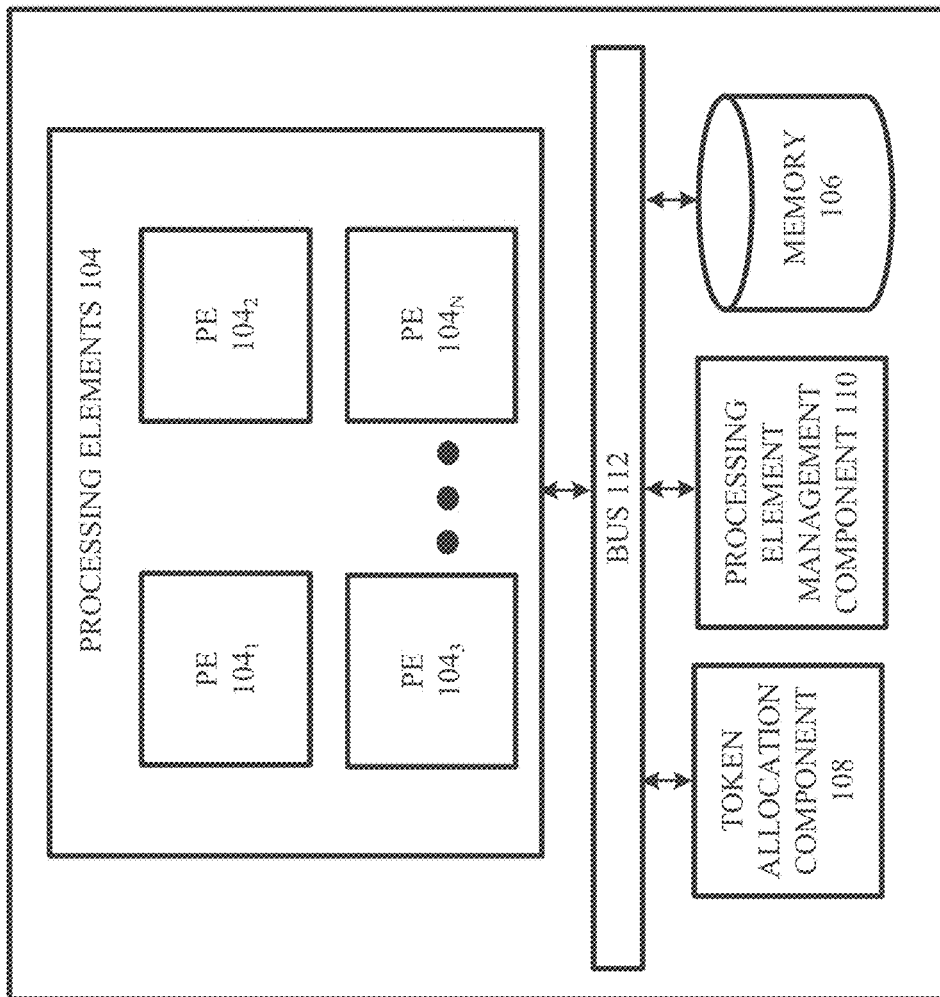 PROCESSING ELEMENTS 104
PE
104₁
PE
104₂
PE
104₃
PE
104N
BUS 112
TOKEN
ALLOCATION
COMPONENT
108
PROCESSING
ELEMENT
MANAGEMENT
COMPONENT 110
MEMORY
106